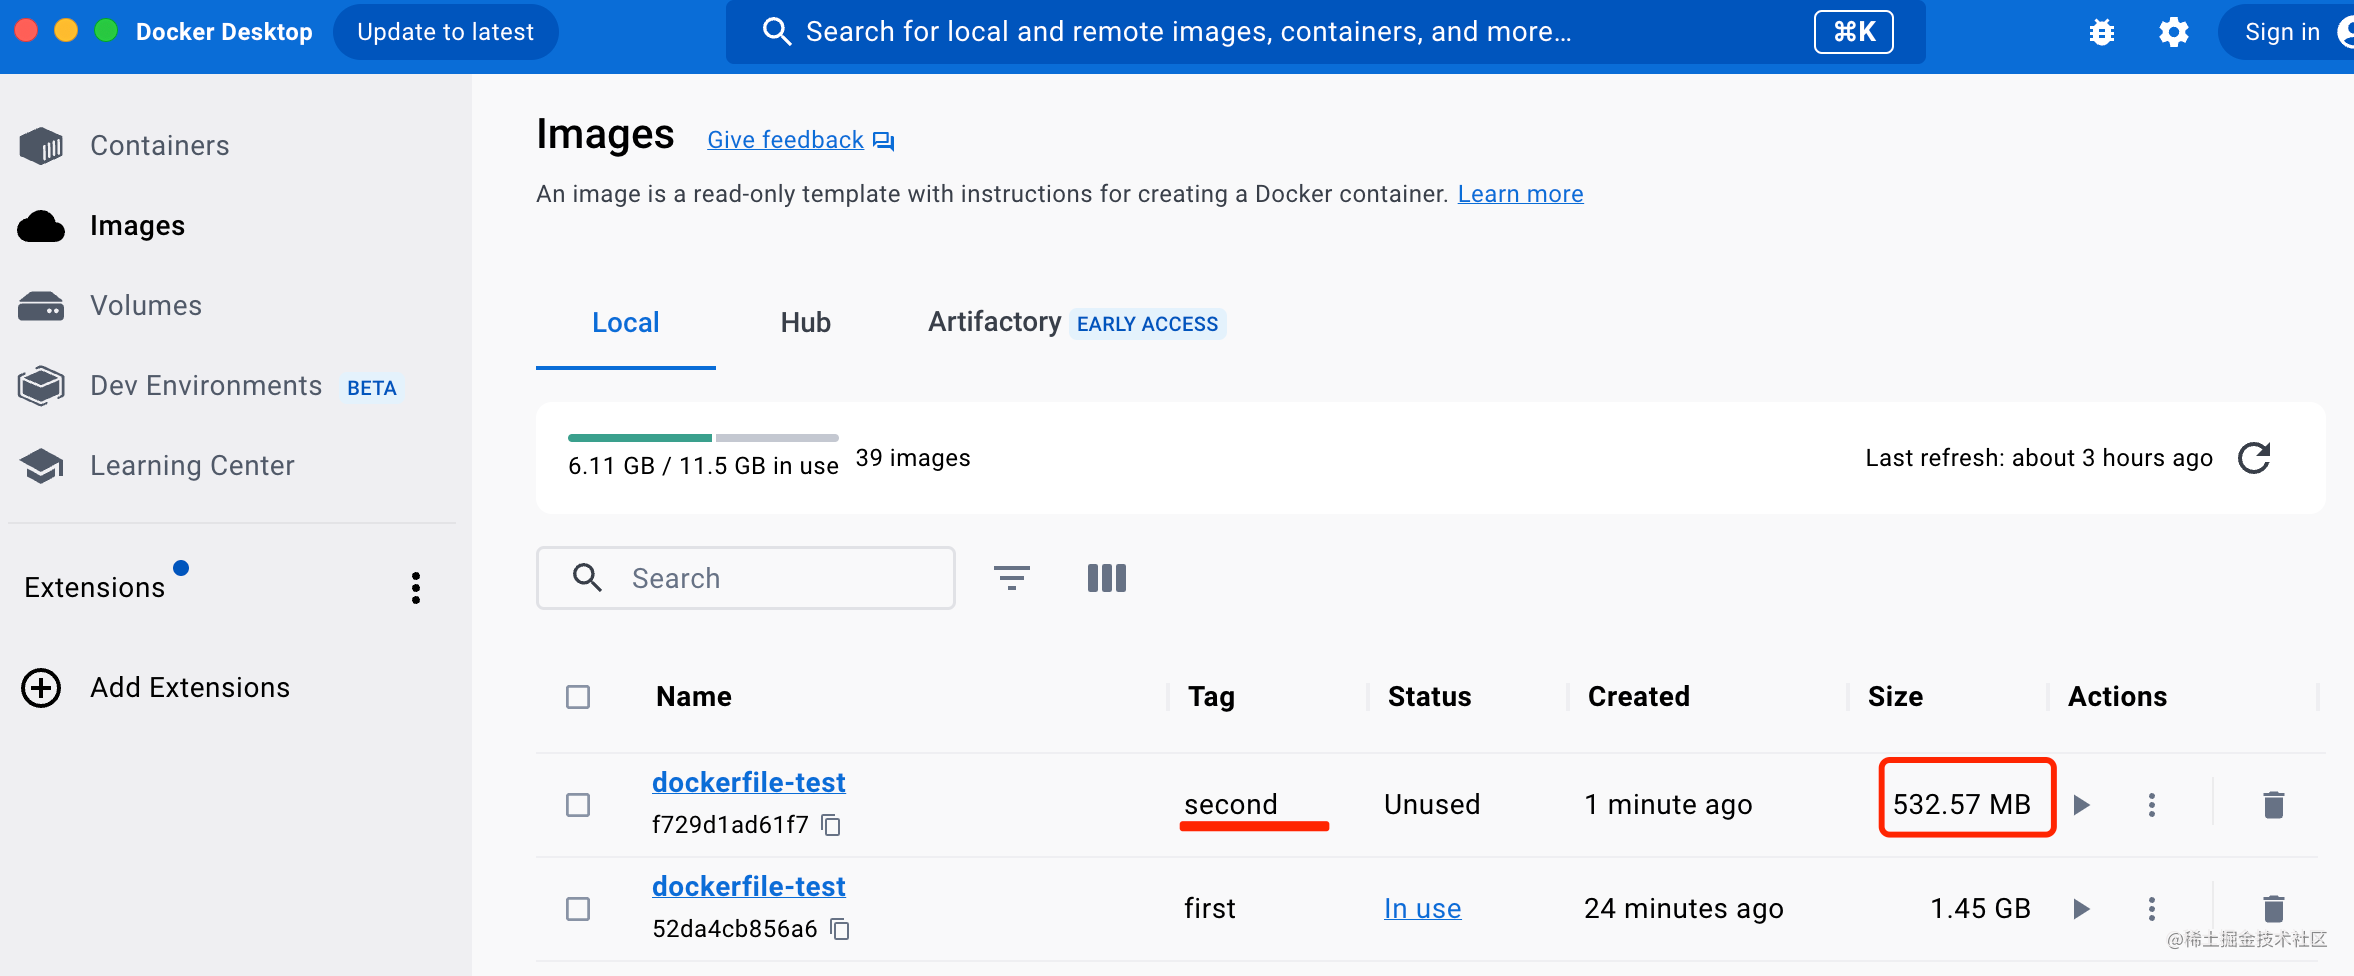 Docker Desktop Update to latest Search for local and remote images, containers, and more... ⌘K Sign in
Containers
Images
Volumes
Dev Environments BETA
Learning Center
Extensions
Add Extensions
Images Give feedback
An image is a read-only template with instructions for creating a Docker container. Learn more
Local Hub Artifactory EARLY ACCESS
6.11 GB / 11.5 GB in use 39 images Last refresh: about 3 hours ago
Search
Name Tag Status Created Size Actions
dockerfile-test
f729d1ad61f7 second Unused 1 minute ago 532.57 MB
dockerfile-test
52da4cb856a6 first In use 24 minutes ago 1.45 GB
@稀土掘金技术社区